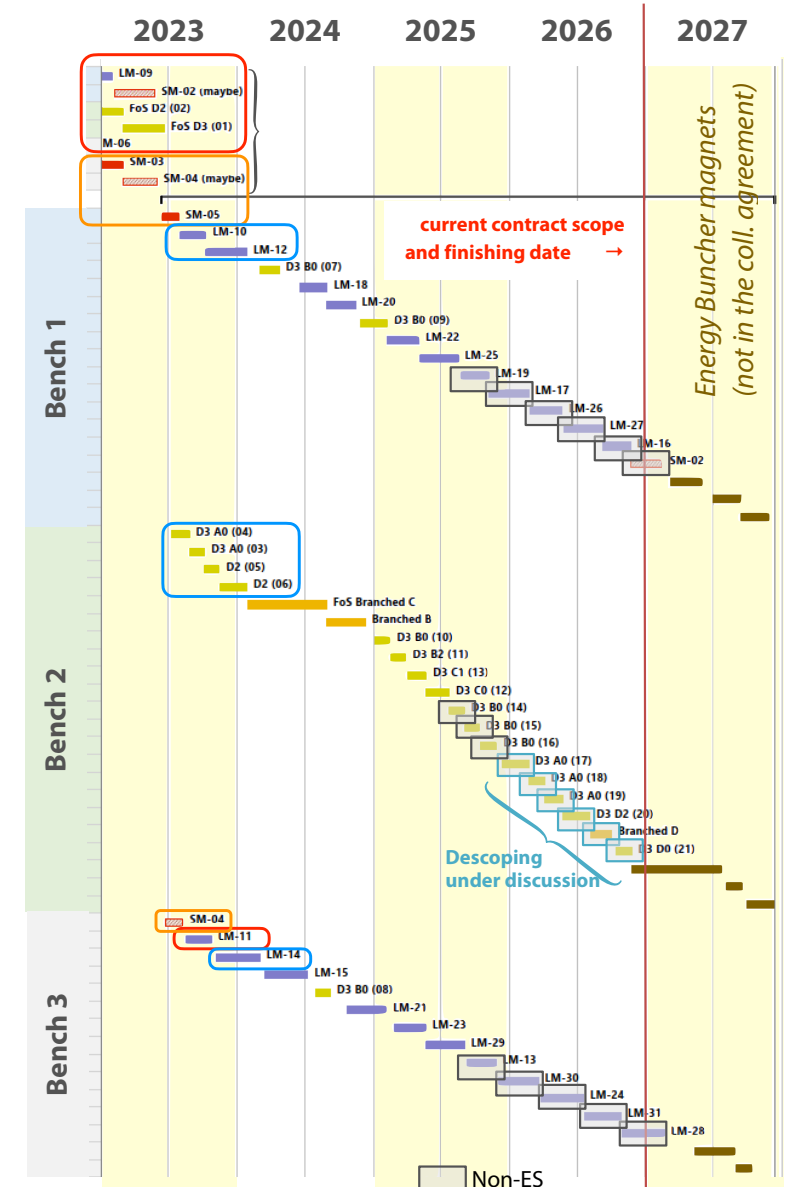 2023 2024 2025 2026 2027
LM-09
SM-02 (maybe)
FoS D2 (02)
FoS D3 (01)
M-06
SM-03
SM-04 (maybe)
SM-05
LM-10
LM-12
D3 B0 (07)
LM-18
LM-20
D3 B0 (09)
LM-22
LM-25
LM-19
LM-17
LM-26
LM-27
LM-16
SM-02
current contract scope
and finishing date →
Energy Buncher magnets
(not in the coll. agreement)
Bench 1
D3 A0 (04)
D3 A0 (03)
D2 (05)
D2 (06)
FoS Branched C
Branched B
D3 B0 (10)
D3 B2 (11)
D3 C1 (13)
D3 C0 (12)
D3 B0 (14)
D3 B0 (15)
D3 B0 (16)
D3 A0 (17)
D3 A0 (18)
D3 A0 (19)
D3 D2 (20)
Branched D
D3 D0 (21)
Descoping
under discussion
Bench 2
SM-04
LM-11
LM-14
LM-15
D3 B0 (08)
LM-21
LM-23
LM-29
LM-13
LM-30
LM-24
LM-31
LM-28
Bench 3
Non-ES